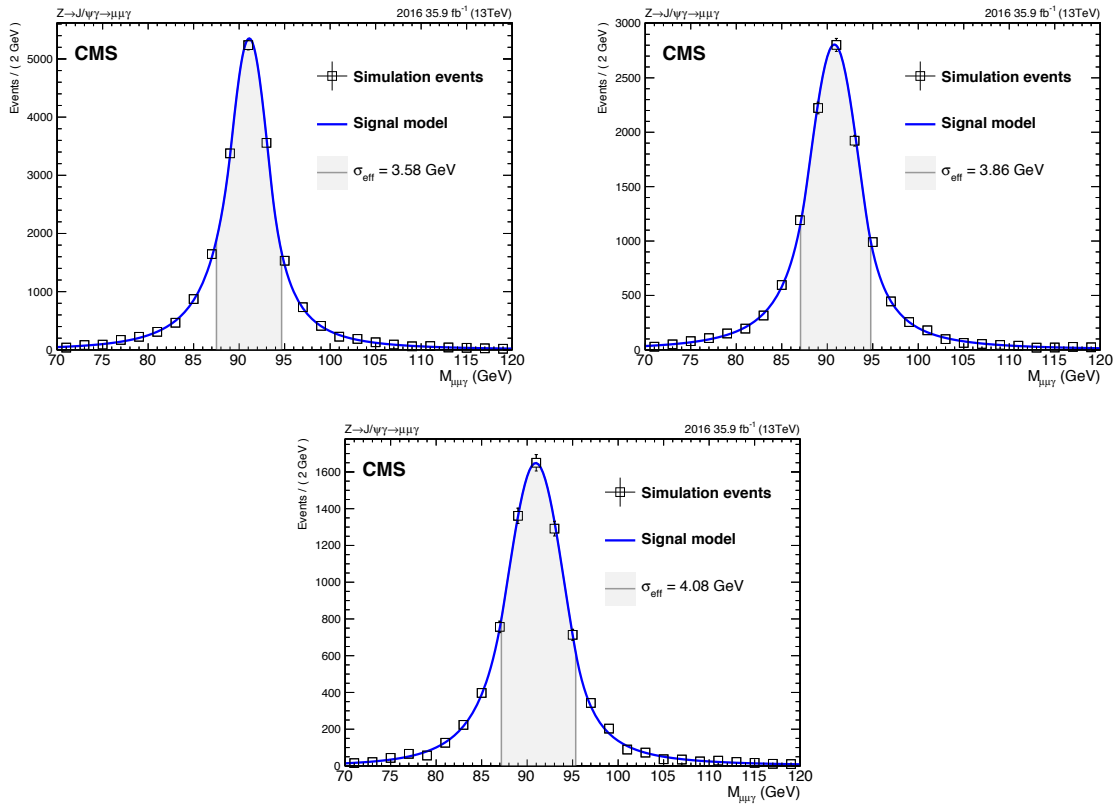 Z→J/ψγ→μμγ 2016 35.9 fb⁻¹ (13TeV)
CMS
Events / ( 2 GeV )
5000
4000
3000
2000
1000
0
Simulation events
Signal model
σeff = 3.58 GeV
70 75 80 85 90 95 100 105 110 115 120
Mμμγ (GeV)
Z→J/ψγ→μμγ 2016 35.9 fb⁻¹ (13TeV)
CMS
Events / ( 2 GeV )
3000
2500
2000
1500
1000
500
0
Simulation events
Signal model
σeff = 3.86 GeV
70 75 80 85 90 95 100 105 110 115 120
Mμμγ (GeV)
Z→J/ψγ→μμγ 2016 35.9 fb⁻¹ (13TeV)
CMS
Events / ( 2 GeV )
1600
1400
1200
1000
800
600
400
200
0
Simulation events
Signal model
σeff = 4.08 GeV
70 75 80 85 90 95 100 105 110 115 120
Mμμγ (GeV)